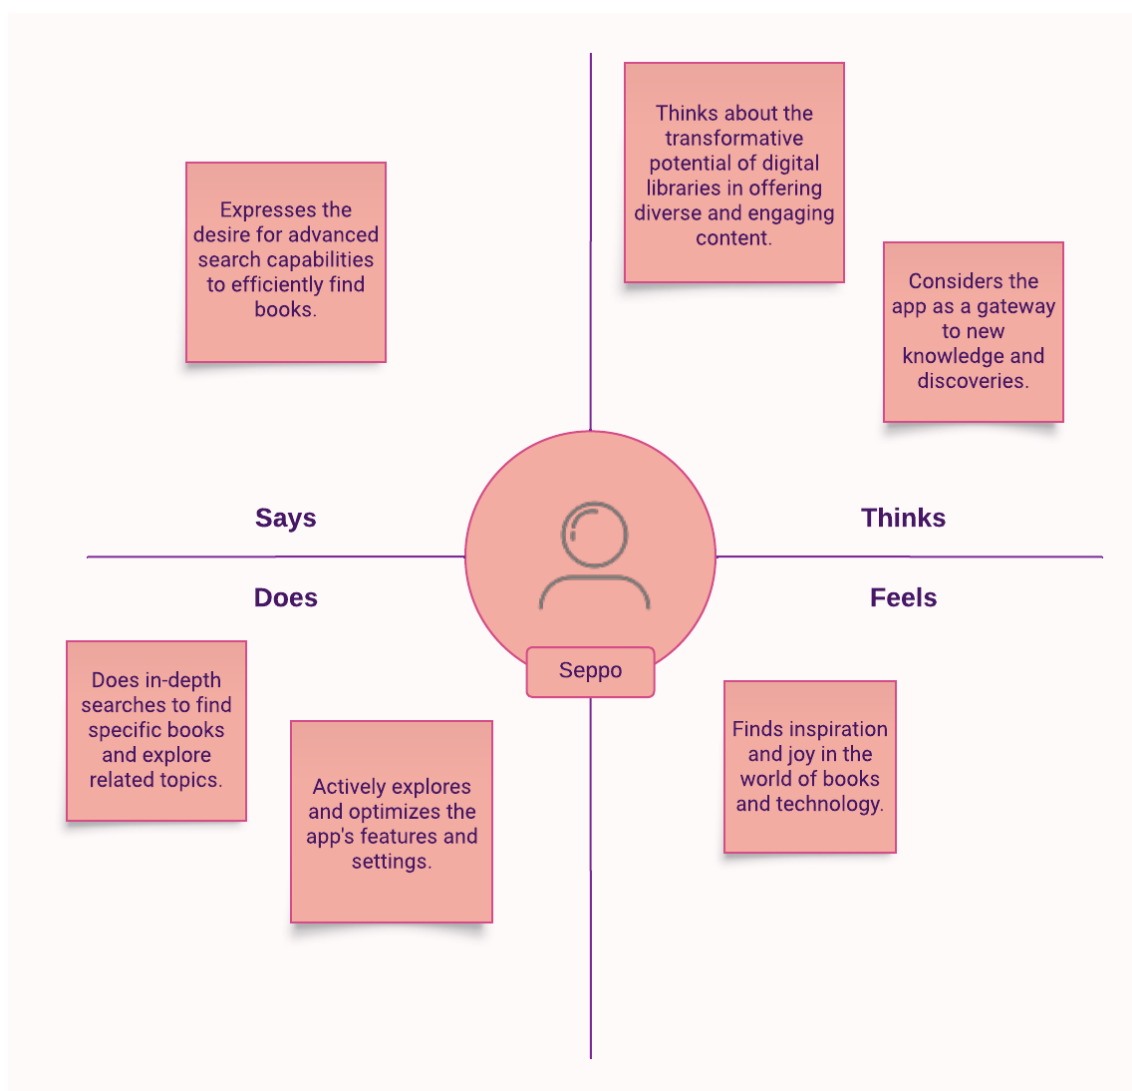 Thinks about the
transformative
potential of digital
libraries in offering
diverse and engaging
content.
Expresses the
desire for advanced
search capabilities
to efficiently find
books.
Considers the
app as a gateway
to new
knowledge and
discoveries.
Says
Thinks
Does
Feels
Seppo
Does in-depth
searches to find
specific books
and explore
related topics.
Actively explores
and optimizes the
app's features and
settings.
Finds inspiration
and joy in the
world of books
and technology.